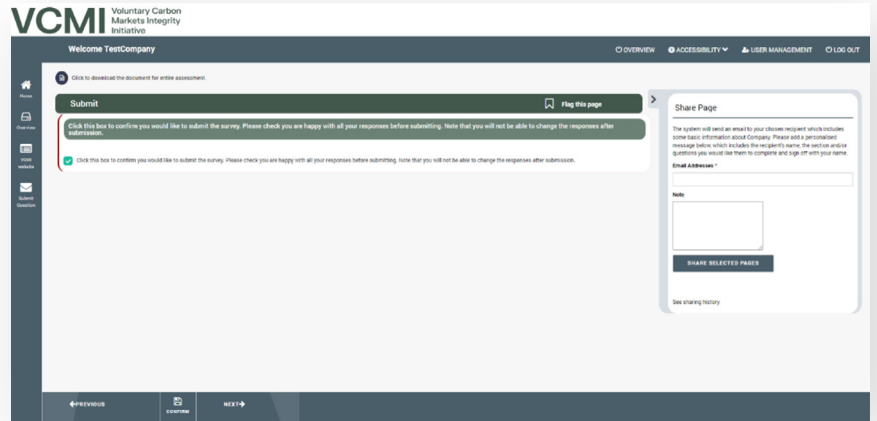 VCMI
Voluntary Carbon
Markets Integrity
Initiative
Welcome TestCompany
OVERVIEW
ACCESSIBILITY
USER MANAGEMENT
LOG OUT
Home
Overview
VCMI
website
Submit
Question
Click to download the document for entire assessment.
Submit
Flag this page
Click this box to confirm you would like to submit the survey. Please check you are happy with all your responses before submitting. Note that you will not be able to change the responses after
submission.
Click this box to confirm you would like to submit the survey. Please check you are happy with all your responses before submitting. Note that you will not be able to change the responses after submission.
Share Page
The system will send an email to your chosen recipient which includes
some basic information about Company. Please add a personalised
message below, which includes the recipient's name, the section and/or
questions you would like them to complete and sign off with your name.
Email Addresses *
Note
SHARE SELECTED PAGES
See sharing history
PREVIOUS
CONFIRM
NEXT